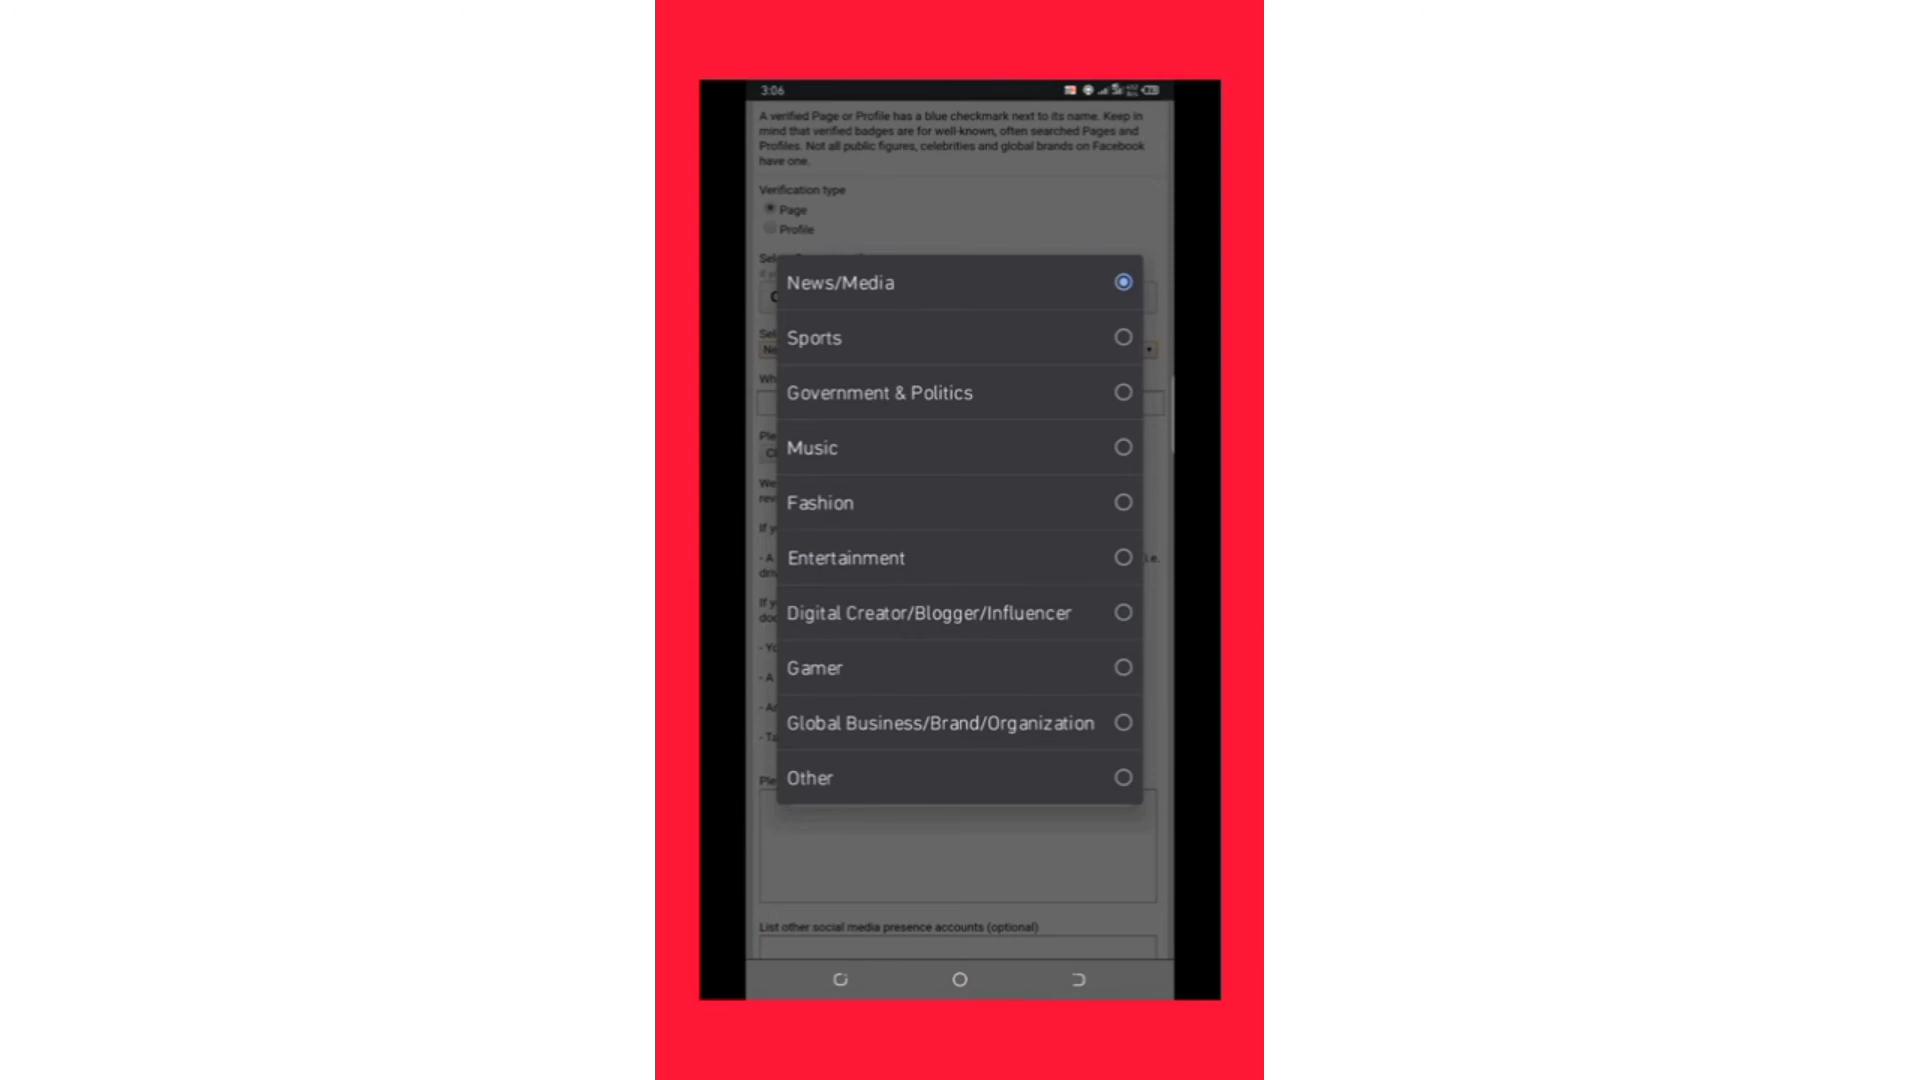 3:06
A verified Page or Profile has a blue checkmark next to its name. Keep in
mind that verified badges are for well-known, often searched Pages and
Profiles. Not all public figures, celebrities and global brands on Facebook
have one.
Verification type
Page
Profile
News/Media
Sports
Government & Politics
Music
Fashion
Entertainment
Digital Creator/Blogger/Influencer
Gamer
Global Business/Brand/Organization
Other
List other social media presence accounts (optional)